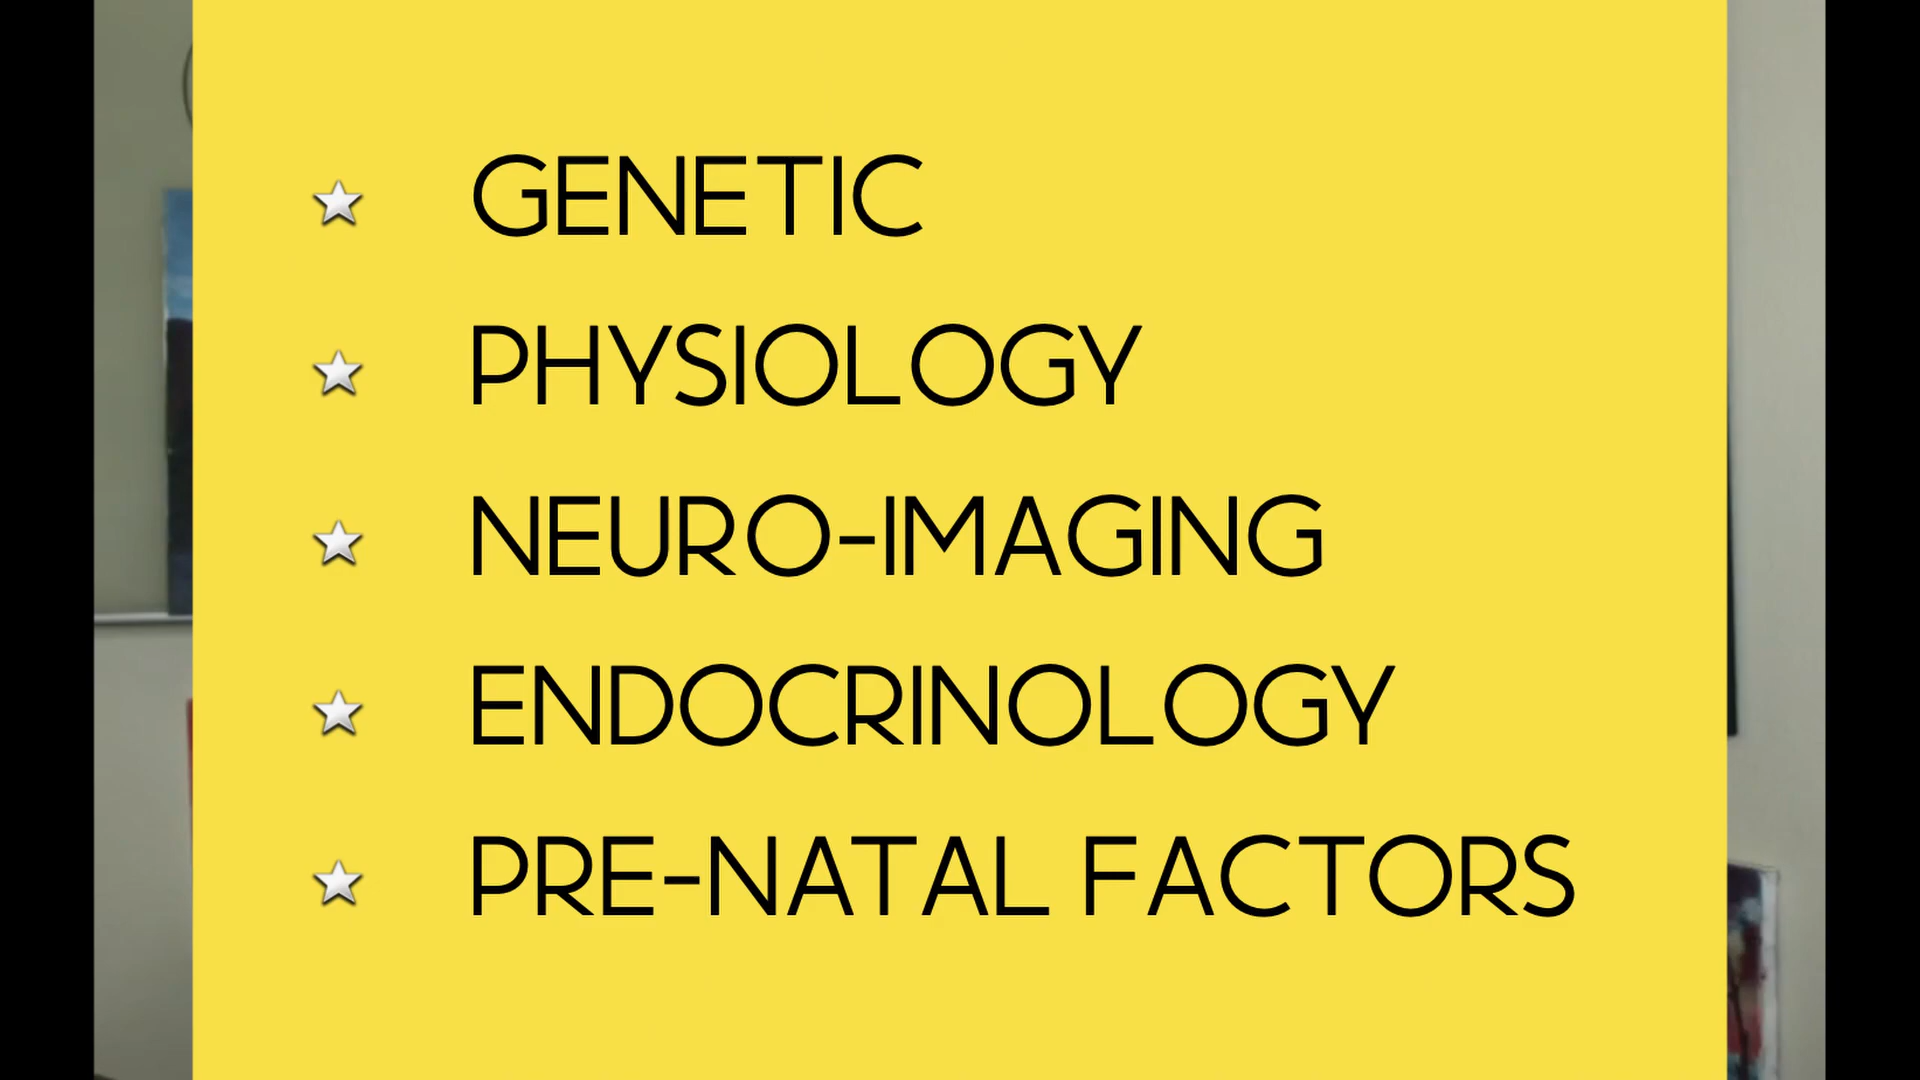 GENETIC
PHYSIOLOGY
NEURO-IMAGING
ENDOCRINOLOGY
PRE-NATAL FACTORS